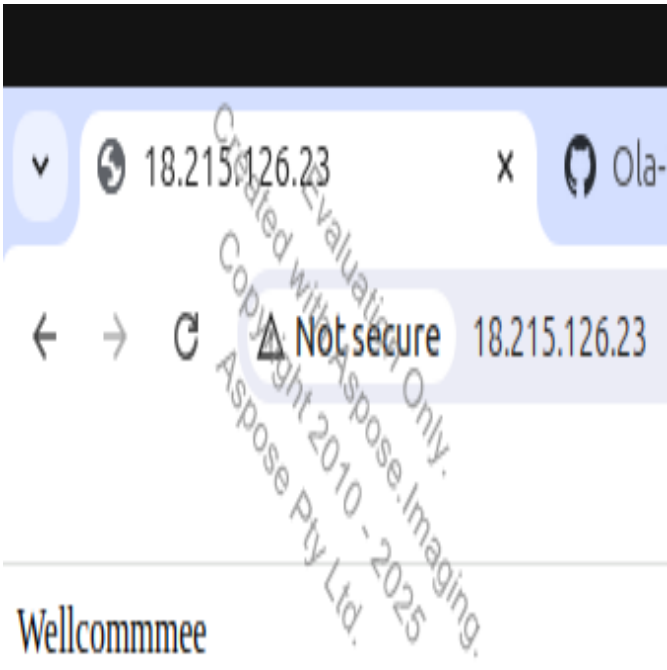 18.215.126.23
Ola-
Not secure 18.215.126.23
Wellcommmee
Evaluation Only.
Created with Aspose.Imaging.
Copyright 2010 - 2025
Aspose Pty Ltd.